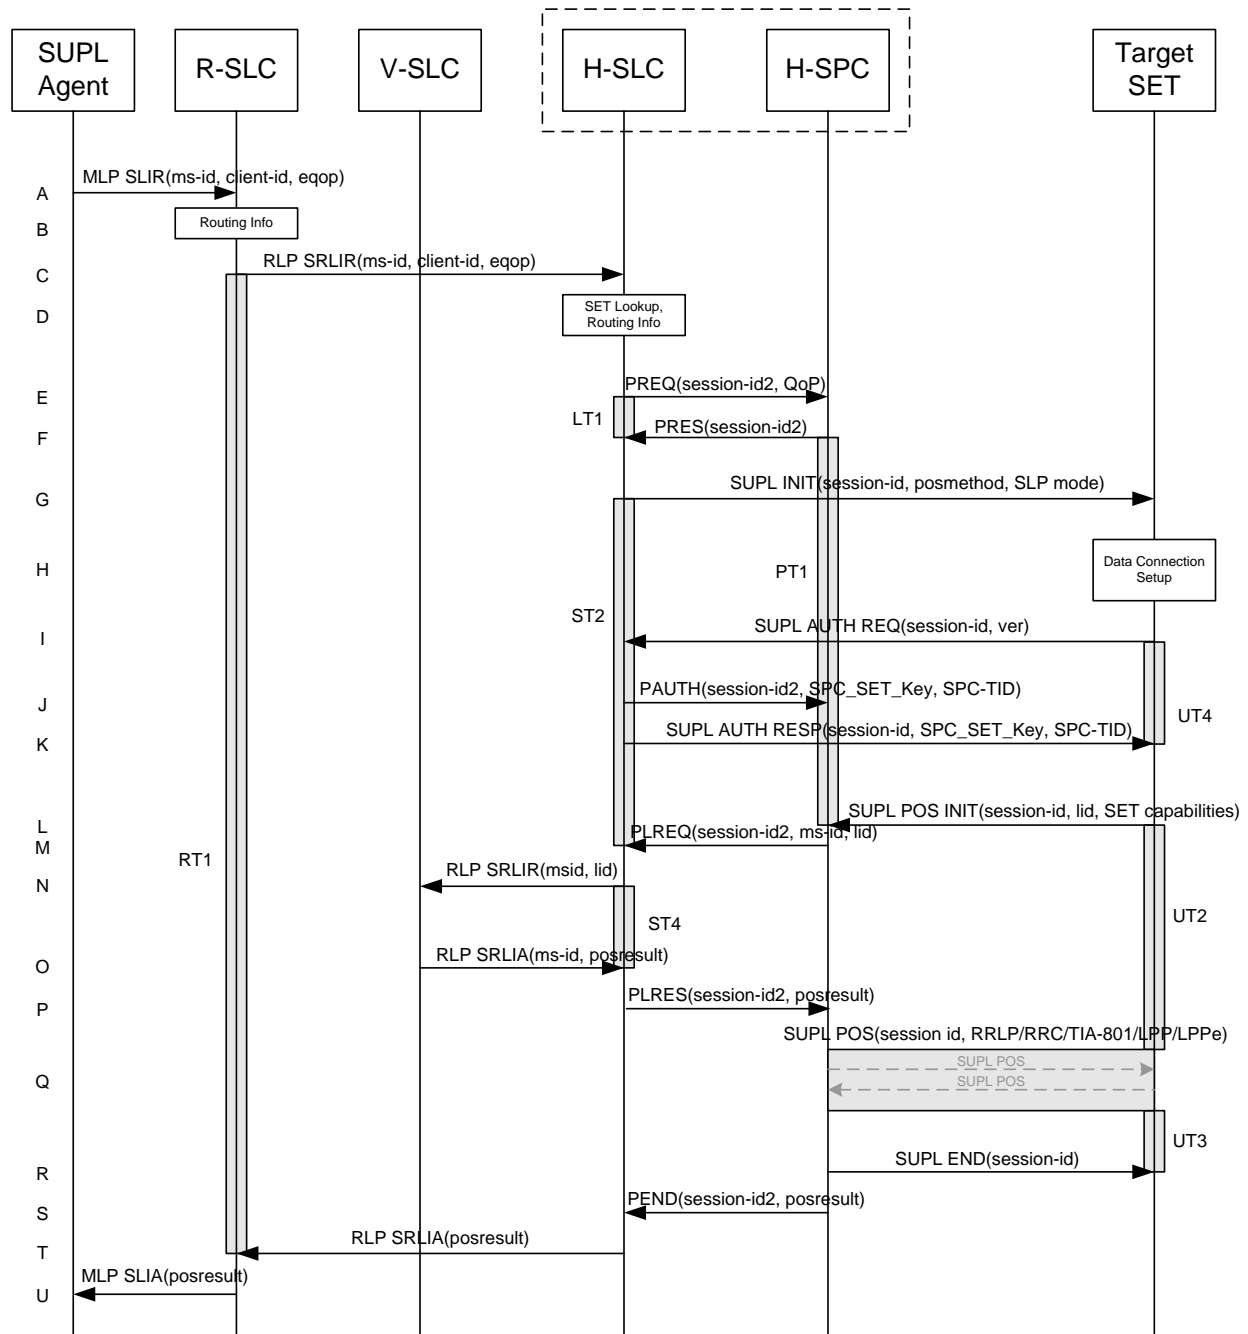 SUPL
Agent
R-SLC
V-SLC
H-SLC
H-SPC
Target
SET
A
MLP SLIR(ms-id, client-id, eqop)
B
Routing Info
C
RLP SRLIR(ms-id, client-id, eqop)
D
SET Lookup,
Routing Info
E
PREQ(session-id2, QoP)
LT1
F
PRES(session-id2)
G
SUPL INIT(session-id, posmethod, SLP mode)
H
PT1
Data Connection
Setup
ST2
I
SUPL AUTH REQ(session-id, ver)
J
PAUTH(session-id2, SPC_SET_Key, SPC-TID)
UT4
K
SUPL AUTH RESP(session-id, SPC_SET_Key, SPC-TID)
L
SUPL POS INIT(session-id, lid, SET capabilities)
M
PLREQ(session-id2, ms-id, lid)
RT1
N
RLP SRLIR(msid, lid)
ST4
UT2
O
RLP SRLIA(ms-id, posresult)
P
PLRES(session-id2, posresult)
SUPL POS(session id, RRLP/RRC/TIA-801/LPP/LPPe)
SUPL POS
Q
SUPL POS
UT3
R
SUPL END(session-id)
S
PEND(session-id2, posresult)
T
RLP SRLIA(posresult)
U
MLP SLIA(posresult)